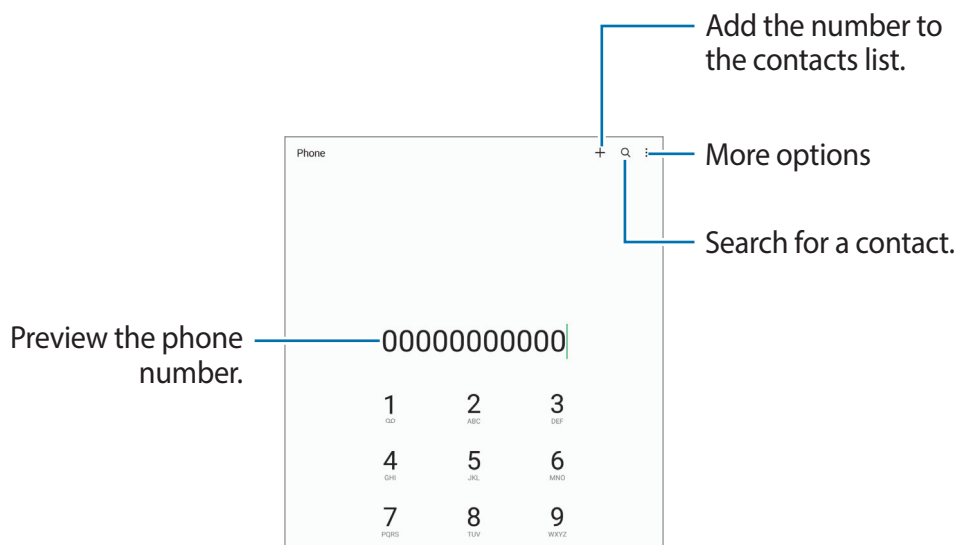 Add the number to
the contacts list.
Phone
More options
Search for a contact.
Preview the phone
number.
00000000000
1 2 3
ABC DEF
4 5 6
GHI JKL MNO
7 8 9
PQRS TUV WXYZ